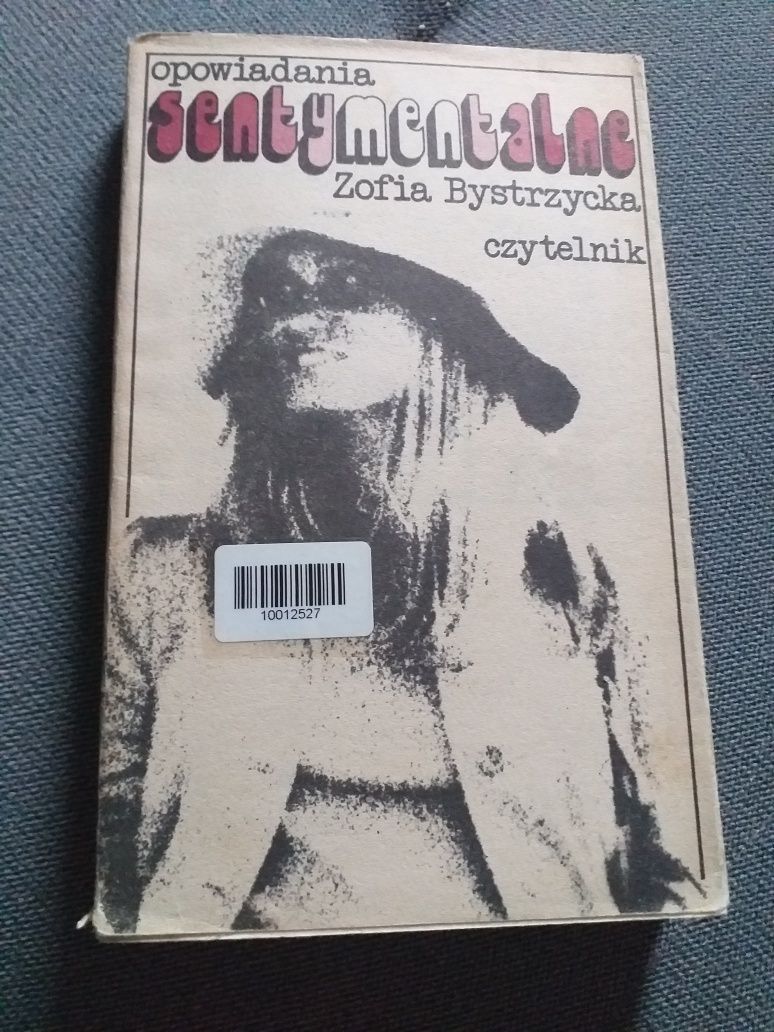 opowiadania
sentymentalne
Zofia Bystrzycka
czytelnik
10012527